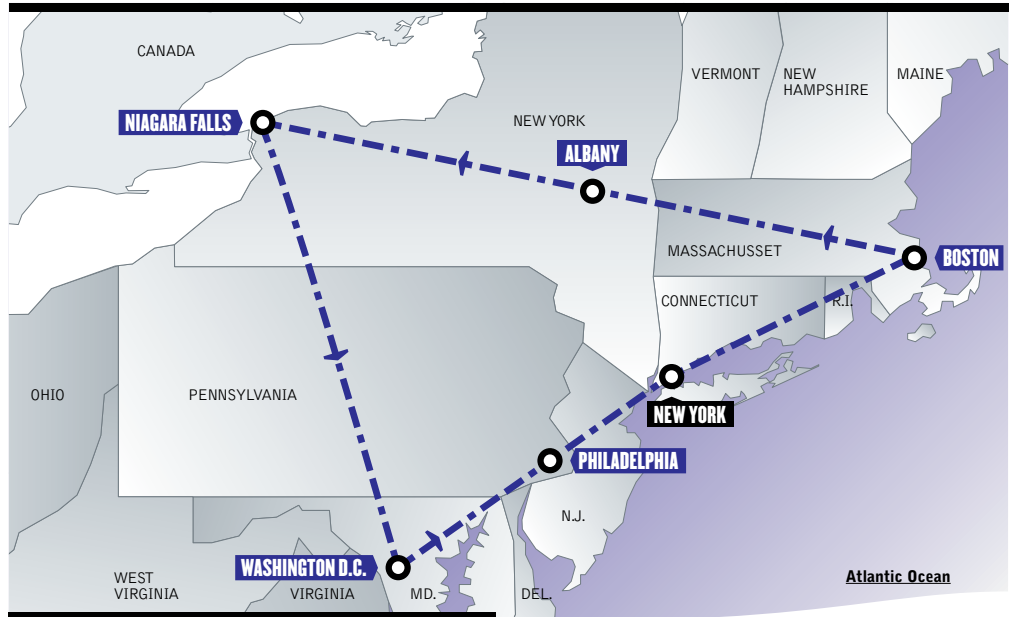 CANADA
VERMONT
NEW
HAMPSHIRE
MAINE
NIAGARA FALLS
NEW YORK
ALBANY
MASSACHUSSET
BOSTON
CONNECTICUT
R.I.
OHIO
PENNSYLVANIA
NEW YORK
PHILADELPHIA
N.J.
WASHINGTON D.C.
WEST
VIRGINIA
VIRGINIA
MD.
DEL.
Atlantic Ocean